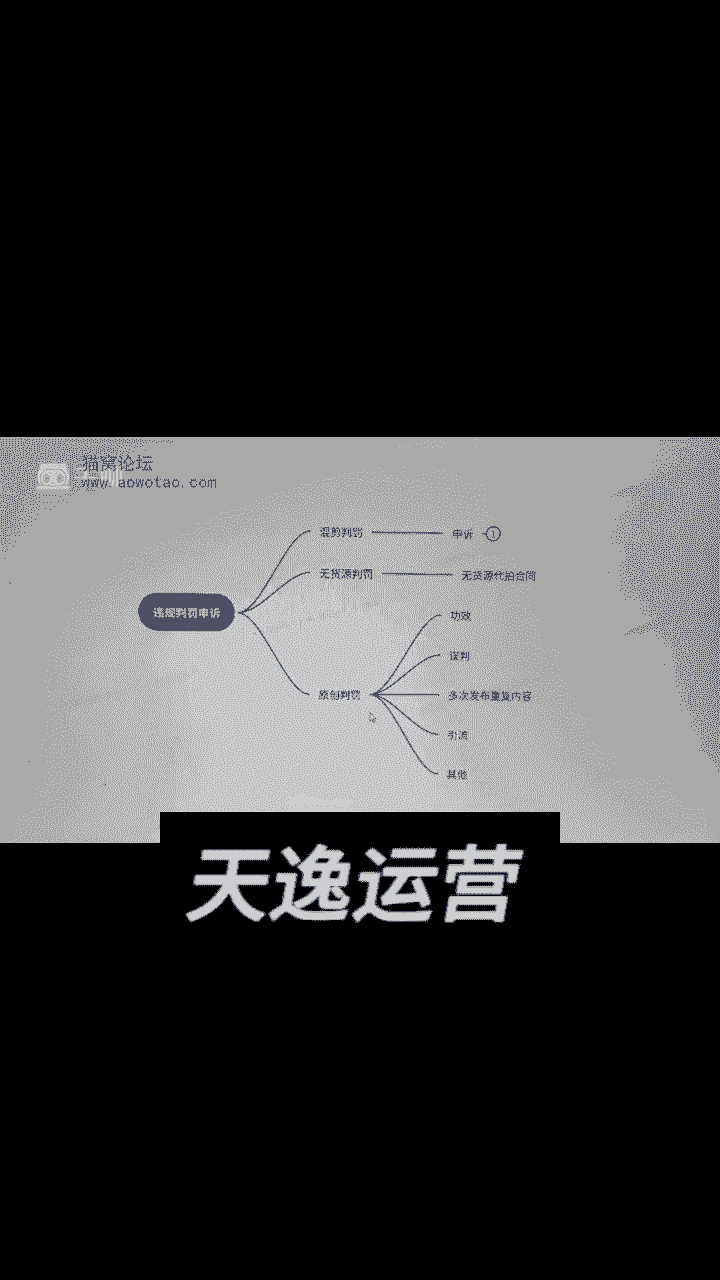 猫窝论坛
aowotao.com
混剪判罚
申诉
1
无货源判罚
无货源代拍合同
违规判罚申诉
功效
误判
原创判罚
多次发布重复内容
引流
其他
天逸运营